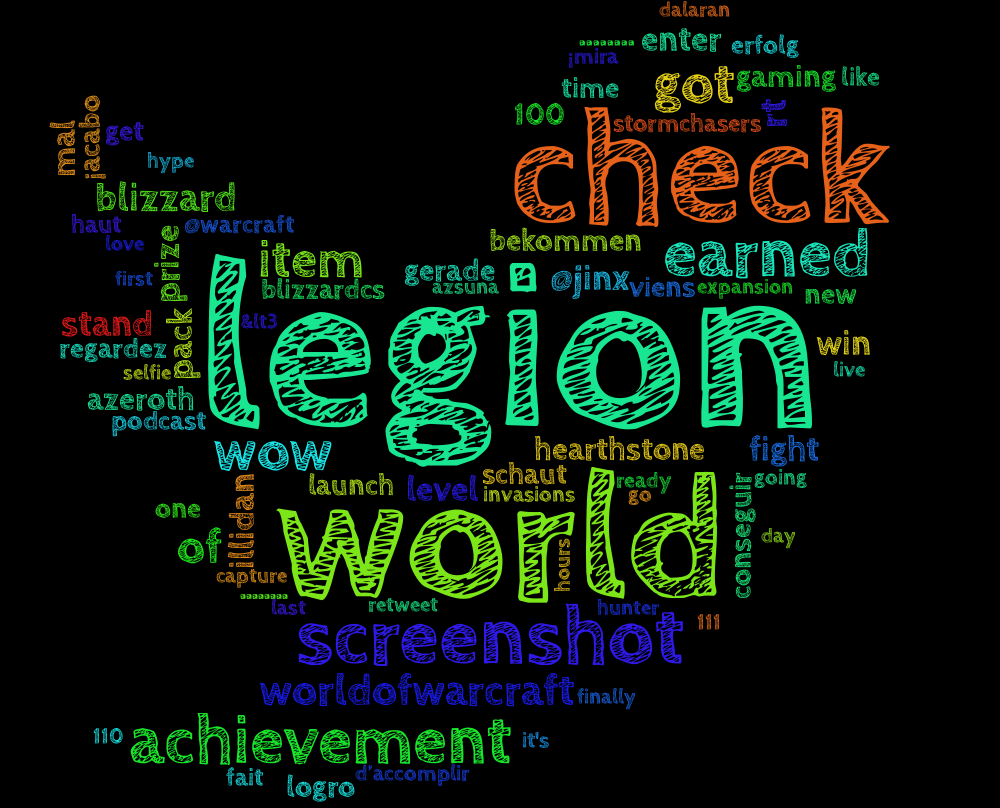 dalaran
........
enter
erfolg
¡mira
got
gaming
like
time
100
stormchasers
rt
mal
jacabo
get
hype
check
blizzard
haut
@warcraft
love
prize
bekommen
earned
item
gerade
first
blizzardcs
azsuna
@jinx
viens
expansion
new
stand
pack
&lt3
legion
win
regardez
selfie
live
azeroth
podcast
wow
hearthstone
fight
launch
level
schaut
invasions
ready
go
going
conseguir
one
illidan
of
world
hours
day
capture
........
last
retweet
hunter
111
screenshot
worldofwarcraft
finally
110
achievement
it's
fait
logro
d'accomplir